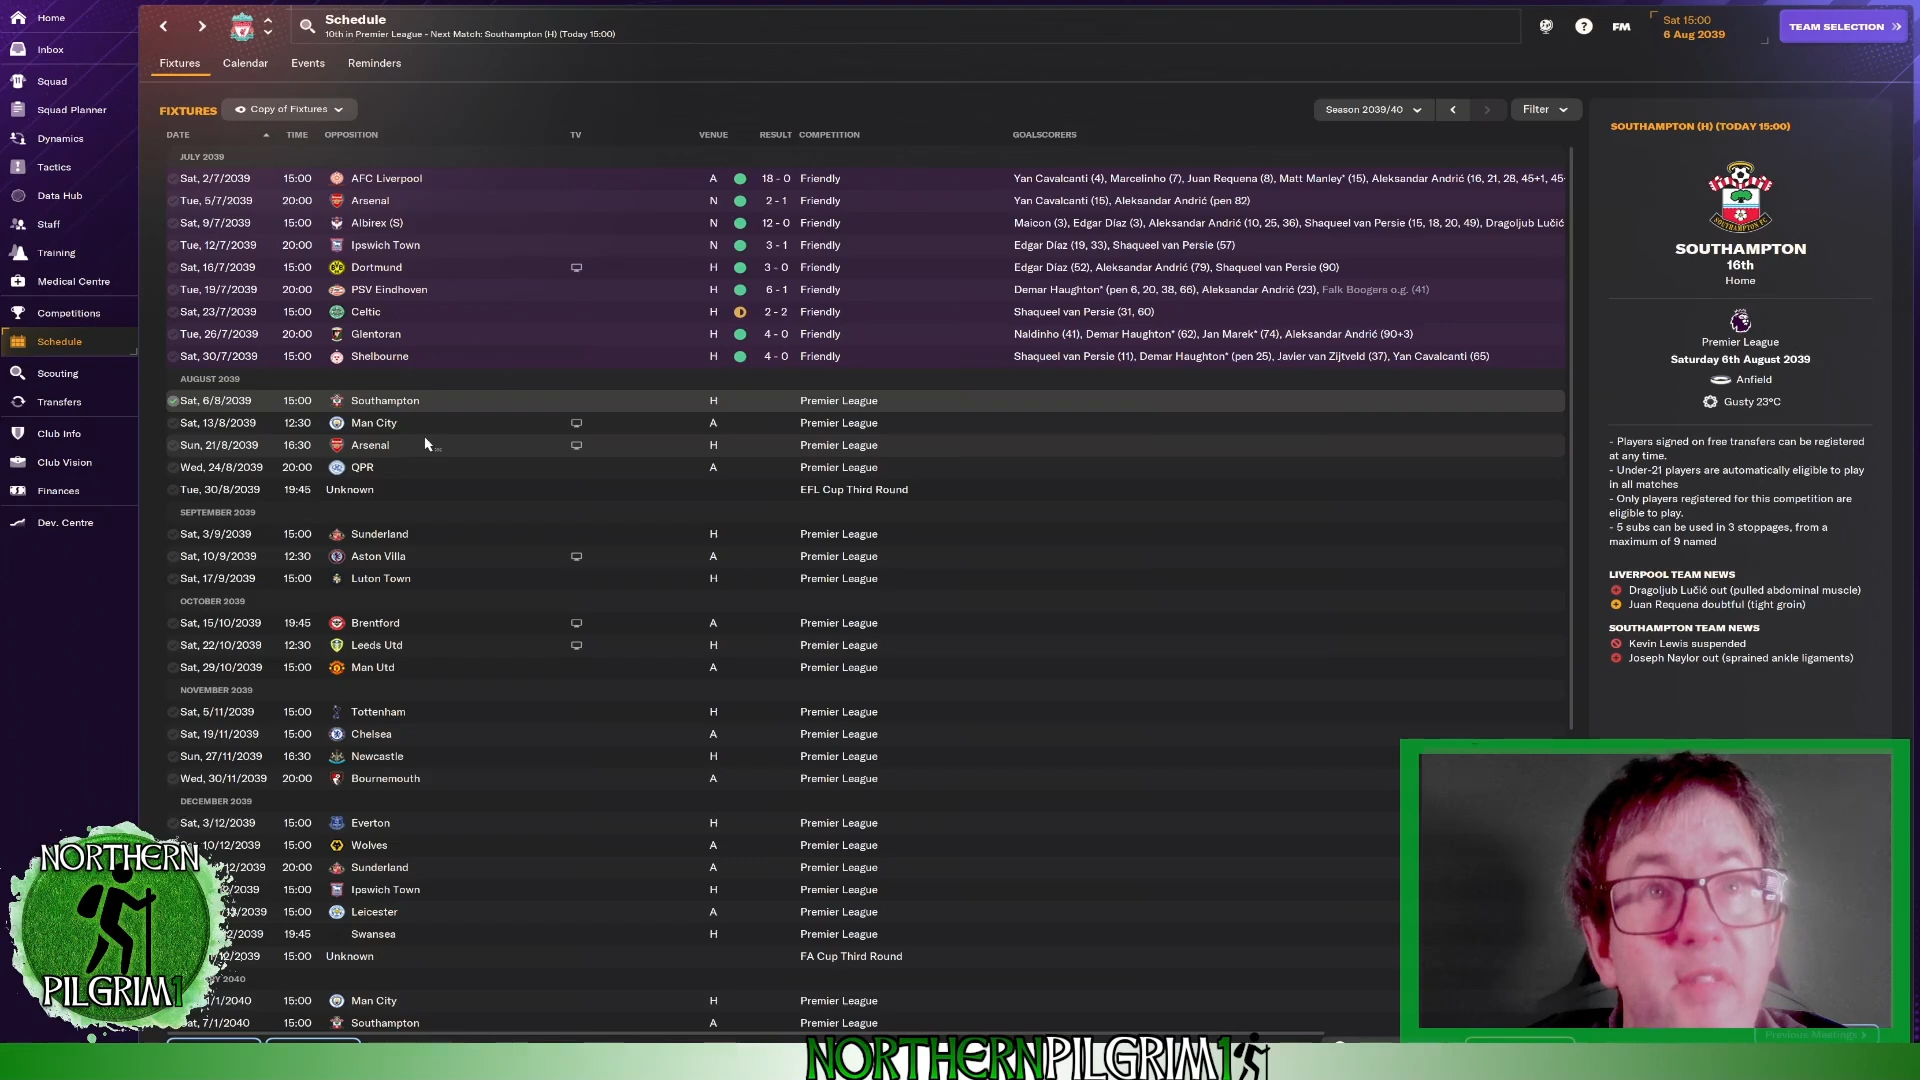 Home
Inbox
Squad
Squad Planner
Dynamics
Tactics
Data Hub
Staff
Training
Medical Centre
Competitions
Schedule
Scouting
Transfers
Club Info
Club Vision
Finances
Dev. Centre
Schedule
10th in Premier League - Next Match: Southampton (H) (Today 15:00)
FM
Sat 15:00
6 Aug 2039
TEAM SELECTION
Fixtures Calendar Events Reminders
FIXTURES Copy of Fixtures Season 2039/40 Filter
DATE TIME OPPOSITION TV VENUE RESULT COMPETITION GOALSCORERS
JULY 2039
Sat, 2/7/2039 15:00 AFC Liverpool A 18 - 0 Friendly Yan Cavalcanti (4), Marcelinho (7), Juan Requena (8), Matt Manley* (15), Aleksandar Andrić (16, 21, 28, 45+1, 45-
Tue, 5/7/2039 20:00 Arsenal N 2 - 1 Friendly Yan Cavalcanti (15), Aleksandar Andrić (pen 82)
Sat, 9/7/2039 15:00 Albirex (S) N 12 - 0 Friendly Maicon (3), Edgar Díaz (3), Aleksandar Andrić (10, 25, 36), Shaqueel van Persie (15, 18, 20, 49), Dragoljub Lučić
Tue, 12/7/2039 20:00 Ipswich Town N 3 - 1 Friendly Edgar Díaz (19, 33), Shaqueel van Persie (57)
Sat, 16/7/2039 15:00 Dortmund H 3 - 0 Friendly Edgar Díaz (52), Aleksandar Andrić (79), Shaqueel van Persie (90)
Tue, 19/7/2039 20:00 PSV Eindhoven H 6 - 1 Friendly Demar Haughton* (pen 6, 20, 38, 66), Aleksandar Andrić (23), Falk Boogers o.g. (41)
Sat, 23/7/2039 15:00 Celtic H 2 - 2 Friendly Shaqueel van Persie (31, 60)
Tue, 26/7/2039 20:00 Glentoran H 4 - 0 Friendly Naldinho (41), Demar Haughton* (62), Jan Marek* (74), Aleksandar Andrić (90+3)
Sat, 30/7/2039 15:00 Shelbourne H 4 - 0 Friendly Shaqueel van Persie (11), Demar Haughton* (pen 25), Javier van Zijtveld (37), Yan Cavalcanti (65)
AUGUST 2039
Sat, 6/8/2039 15:00 Southampton H Premier League
Sat, 13/8/2039 12:30 Man City A Premier League
Sun, 21/8/2039 16:30 Arsenal H Premier League
Wed, 24/8/2039 20:00 QPR A Premier League
Tue, 30/8/2039 19:45 Unknown EFL Cup Third Round
SEPTEMBER 2039
Sat, 3/9/2039 15:00 Sunderland H Premier League
Sat, 10/9/2039 12:30 Aston Villa A Premier League
Sat, 17/9/2039 15:00 Luton Town H Premier League
OCTOBER 2039
Sat, 15/10/2039 19:45 Brentford A Premier League
Sat, 22/10/2039 12:30 Leeds Utd H Premier League
Sat, 29/10/2039 15:00 Man Utd A Premier League
NOVEMBER 2039
Sat, 5/11/2039 15:00 Tottenham H Premier League
Sat, 19/11/2039 15:00 Chelsea A Premier League
Sun, 27/11/2039 16:30 Newcastle H Premier League
Wed, 30/11/2039 20:00 Bournemouth A Premier League
DECEMBER 2039
Sat, 3/12/2039 15:00 Everton H Premier League
10/12/2039 15:00 Wolves A Premier League
/12/2039 20:00 Sunderland A Premier League
2/2039 15:00 Ipswich Town H Premier League
/2039 15:00 Leicester A Premier League
2/2039 19:45 Swansea H Premier League
/12/2039 15:00 Unknown FA Cup Third Round
Y 2040
1/1/2040 15:00 Man City H Premier League
at, 7/1/2040 15:00 Southampton A Premier League
SOUTHAMPTON (H) (TODAY 15:00)
SOUTHAMPTON
16th
Home
Premier League
Saturday 6th August 2039
Anfield
Gusty 23°C
- Players signed on free transfers can be registered
at any time.
- Under-21 players are automatically eligible to play
in all matches
- Only players registered for this competition are
eligible to play.
- 5 subs can be used in 3 stoppages, from a
maximum of 9 named
LIVERPOOL TEAM NEWS
Dragoljub Lučić out (pulled abdominal muscle)
Juan Requena doubtful (tight groin)
SOUTHAMPTON TEAM NEWS
Kevin Lewis suspended
Joseph Naylor out (sprained ankle ligaments)
Previous Meetings >
NORTHERN
PILGRIM1
NORTHERNPILGRIM1